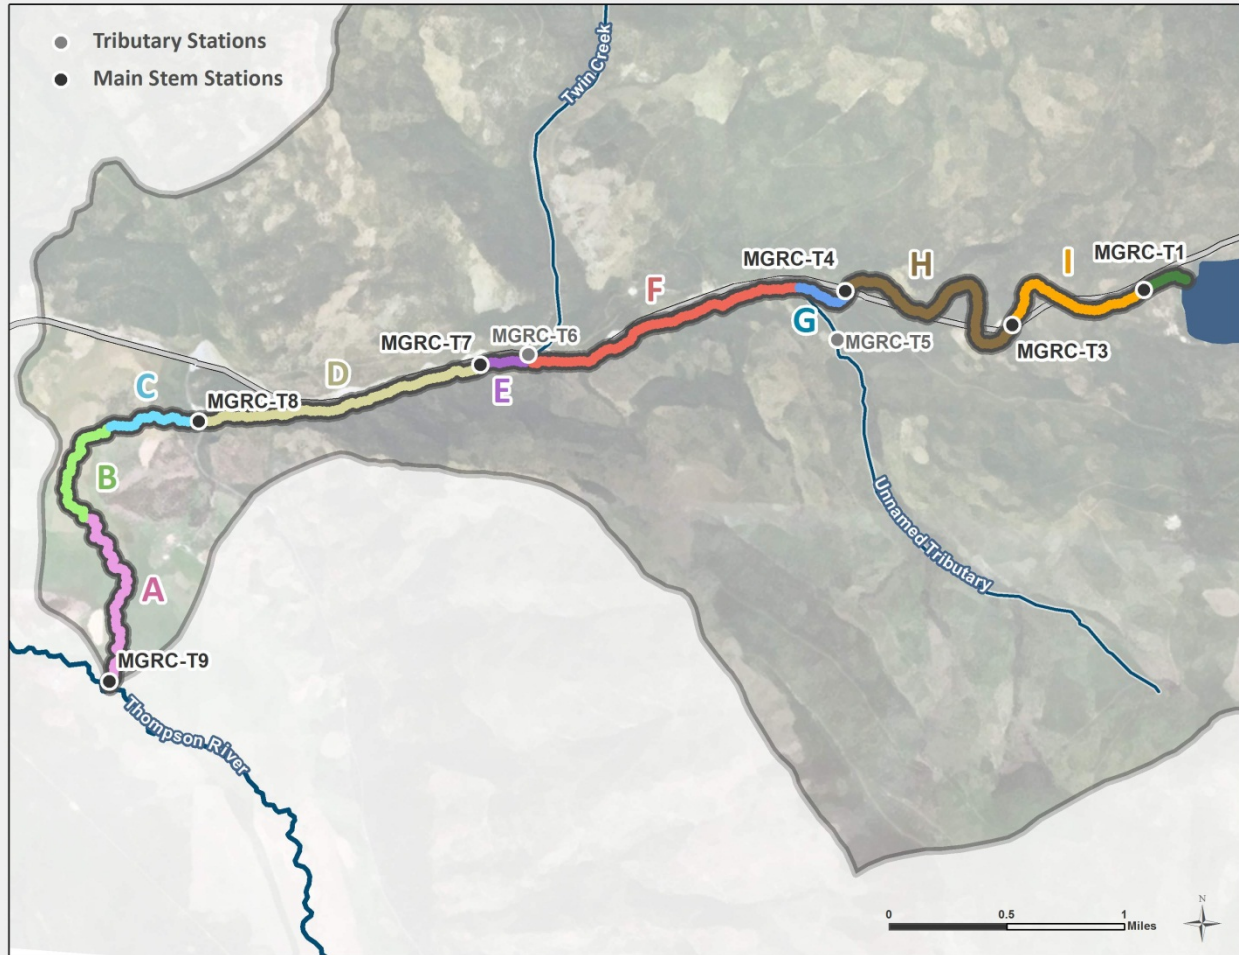 Tributary Stations
Main Stem Stations
Twin Creek
MGRC-T1
MGRC-T4
H
I
F
G
MGRC-T6
MGRC-T7
MGRC-T5
MGRC-T3
D
E
C
MGRC-T8
B
Unnamed Tributary
A
MGRC-T9
Thompson River
N
0 0.5 1
Miles